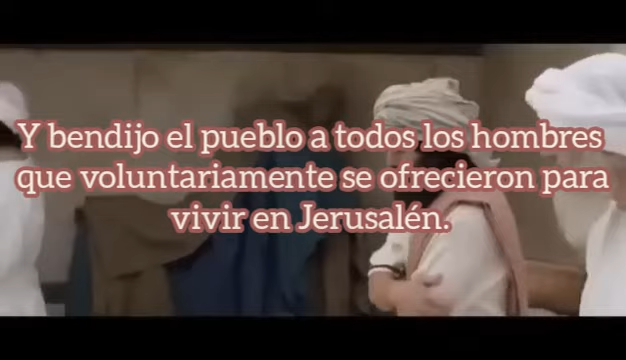 Y bendijo el pueblo a todos los hombres
que voluntariamente se ofrecieron para
vivir en Jerusalén.